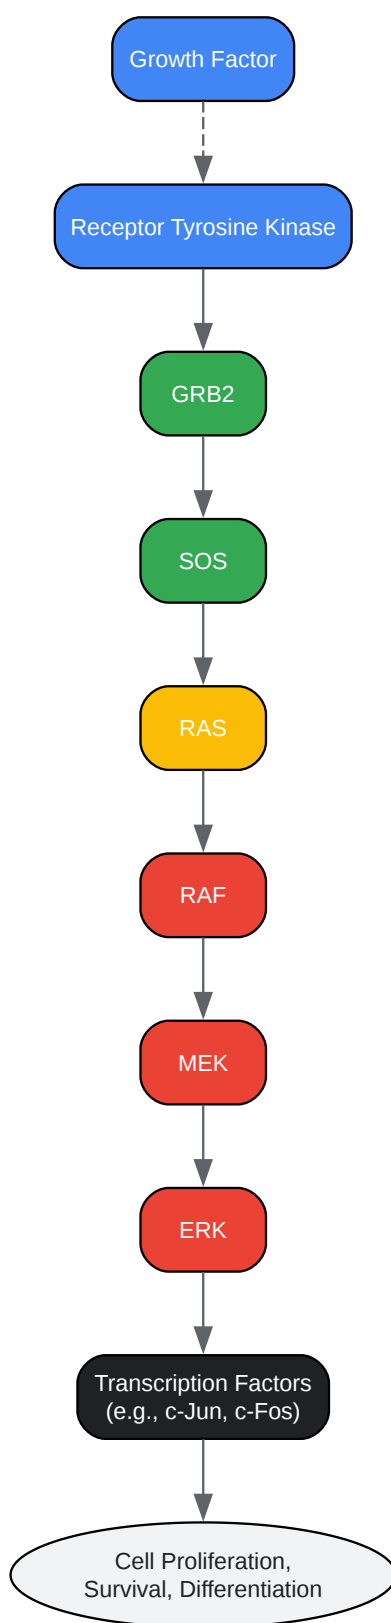 Growth Factor
Receptor Tyrosine Kinase
GRB2
SOS
RAS
RAF
MEK
ERK
Transcription Factors
(e.g., c-Jun, c-Fos)
Cell Proliferation,
Survival, Differentiation